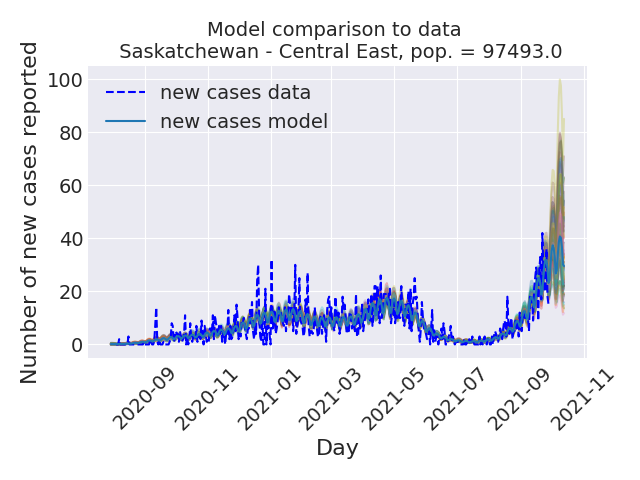 Model comparison to data
Saskatchewan - Central East, pop. = 97493.0
Number of new cases reported
100
80
60
40
20
0
new cases data
new cases model
2020-09
2020-11
2021-01
2021-03
2021-05
2021-07
2021-09
2021-11
Day